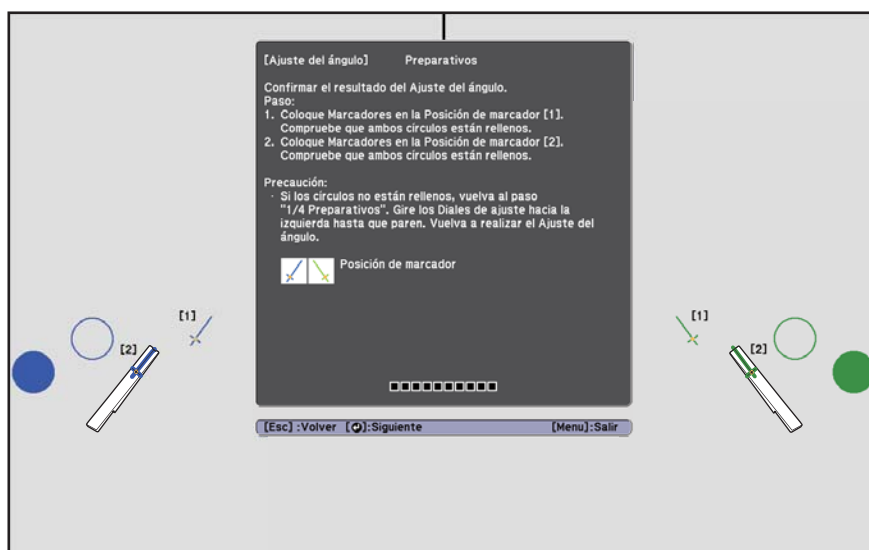 [Ajuste del ángulo] Preparativos
Confirmar el resultado del Ajuste del ángulo.
Paso:
1. Coloque Marcadores en la Posición de marcador [1].
Compruebe que ambos círculos están rellenos.
2. Coloque Marcadores en la Posición de marcador [2].
Compruebe que ambos círculos están rellenos.
Precaución:
· Si los círculos no están rellenos, vuelva al paso
"1/4 Preparativos". Gire los Diales de ajuste hacia la
izquierda hasta que paren. Vuelva a realizar el Ajuste del
ángulo.
Posición de marcador
[1]
[2]
[1]
[2]
[Esc] :Volver [↵]:Siguiente [Menu]:Salir